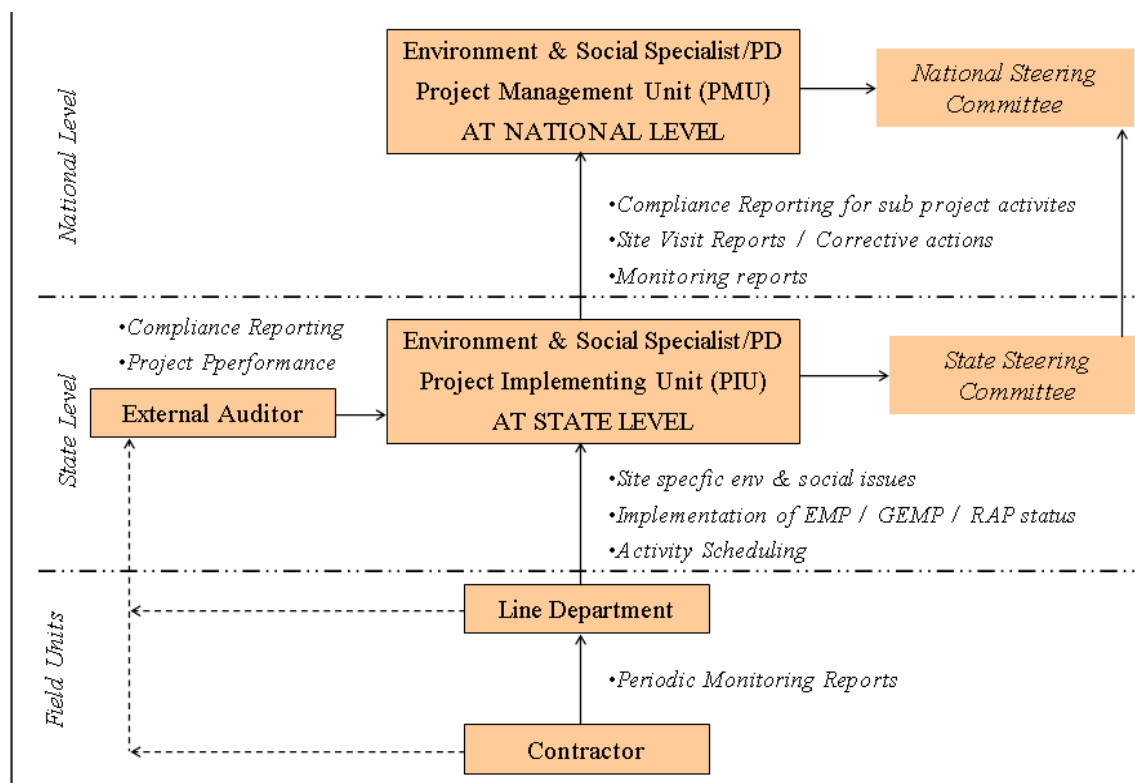 National Level
Environment & Social Specialist/PD
Project Management Unit (PMU)
AT NATIONAL LEVEL
National Steering
Committee
•Compliance Reporting for sub project activites
•Site Visit Reports / Corrective actions
•Monitoring reports
State Level
•Compliance Reporting
•Project Pperformance
External Auditor
Environment & Social Specialist/PD
Project Implementing Unit (PIU)
AT STATE LEVEL
State Steering
Committee
•Site specfic env & social issues
•Implementation of EMP / GEMP / RAP status
•Activity Scheduling
Field Units
Line Department
•Periodic Monitoring Reports
Contractor